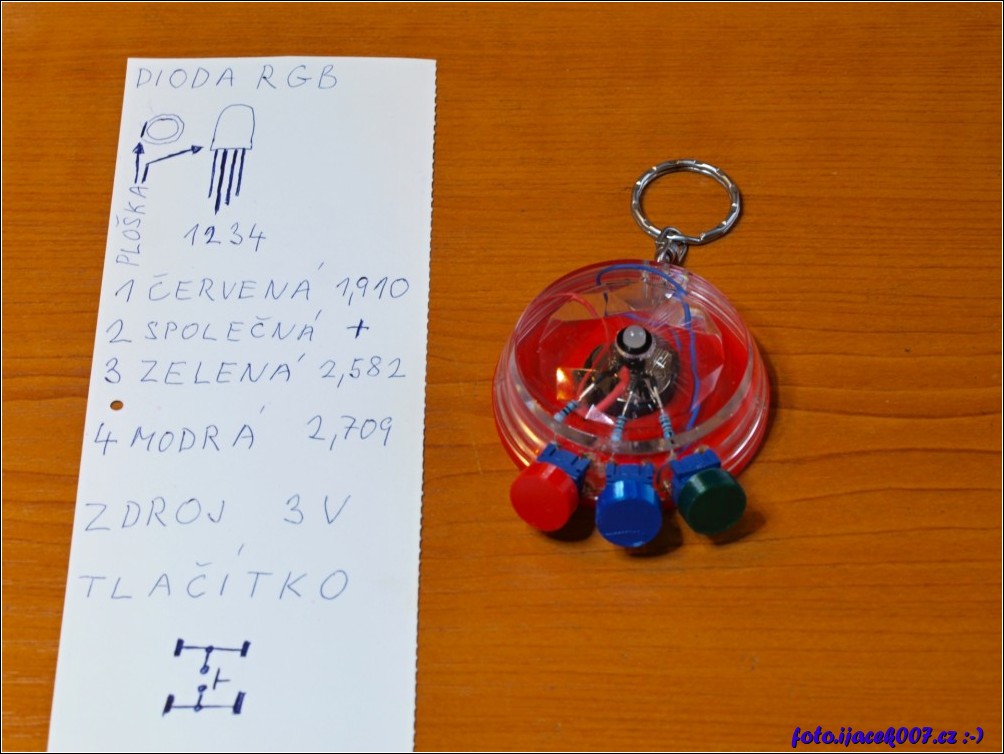 DIODA RGB
PLOŠKA
1234
1 ČERVENÁ 1,910
2 SPOLEČNÁ +
3 ZELENÁ 2,582
4 MODRÁ 2,709
ZDROJ 3 V
TLAČÍTKO
foto.ijacek007.cz :-)